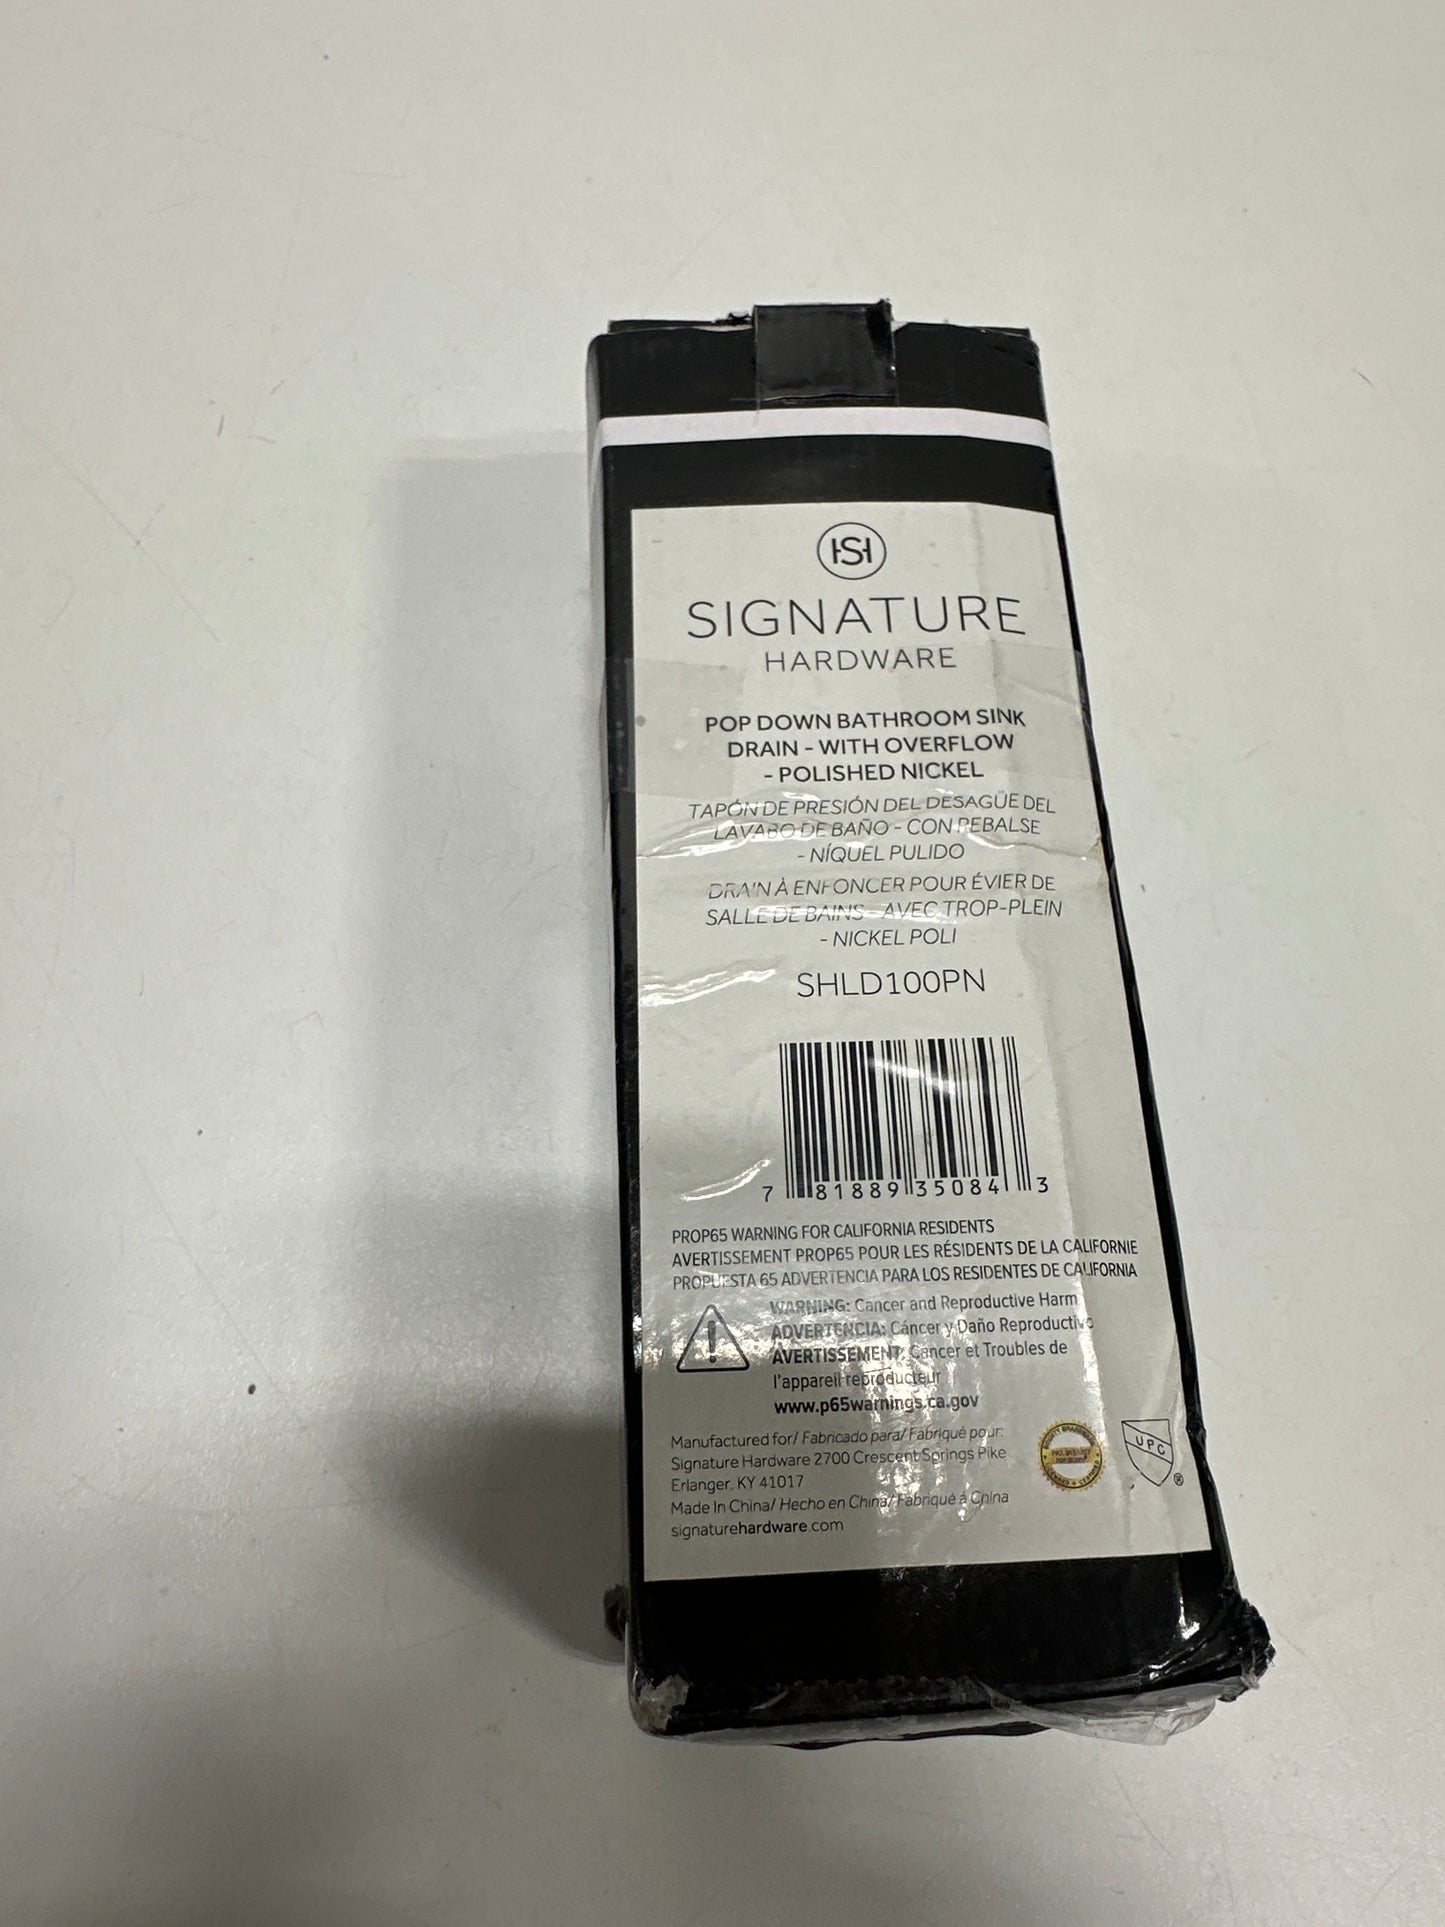 SIGNATURE
HARDWARE
POP DOWN BATHROOM SINK
DRAIN - WITH OVERFLOW
- POLISHED NICKEL
TAPÓN DE PRESIÓN DEL DESAGÜE DEL
LAVABO DE BAÑO - CON REBALSE
- NÍQUEL PULIDO
DRAIN À ENFONCER POUR ÉVIER DE
SALLE DE BAINS - AVEC TROP-PLEIN
- NICKEL POLI
SHLD100PN
7 81889 35084 3
PROP65 WARNING FOR CALIFORNIA RESIDENTS
AVERTISSEMENT PROP65 POUR LES RÉSIDENTS DE LA CALIFORNIE
PROPUESTA 65 ADVERTENCIA PARA LOS RESIDENTES DE CALIFORNIA
WARNING: Cancer and Reproductive Harm
ADVERTENCIA: Cáncer y Daño Reproductivo
AVERTISSEMENT: Cancer et Troubles de
l'appareil reproducteur
www.p65warnings.ca.gov
Manufactured for/ Fabricado para/ Fabriqué pour:
Signature Hardware 2700 Crescent Springs Pike
Erlanger, KY 41017
Made In China/ Hecho en China/ Fabriqué à China
signaturehardware.com
UPC ®